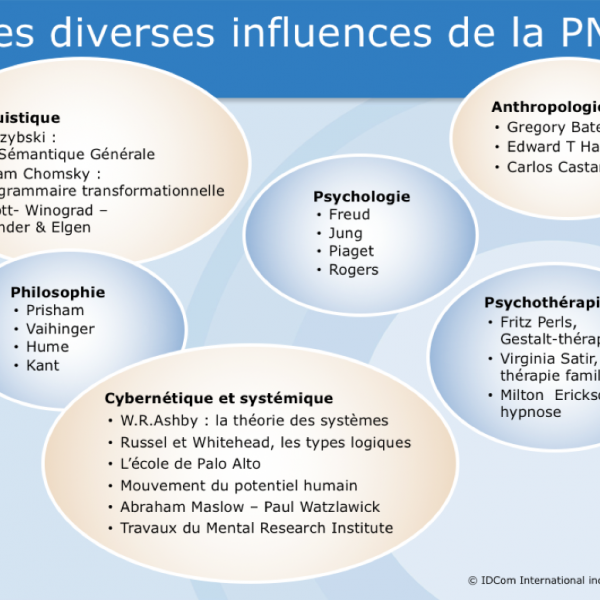 es diverses influences de la PN
uistique
zybski :
Sémantique Générale
am Chomsky :
grammaire transformationnelle
ott- Winograd –
nder & Elgen
Anthropologie
• Gregory Bate
• Edward T Ha
• Carlos Casta
Psychologie
• Freud
• Jung
• Piaget
• Rogers
Philosophie
• Prisham
• Vaihinger
• Hume
• Kant
Psychothérapi
• Fritz Perls,
Gestalt-thérap
• Virginia Satir,
thérapie famil
• Milton Ericks
hypnose
Cybernétique et systémique
• W.R.Ashby : la théorie des systèmes
• Russel et Whitehead, les types logiques
• L’école de Palo Alto
• Mouvement du potentiel humain
• Abraham Maslow – Paul Watzlawick
• Travaux du Mental Research Institute
© IDCom International inc